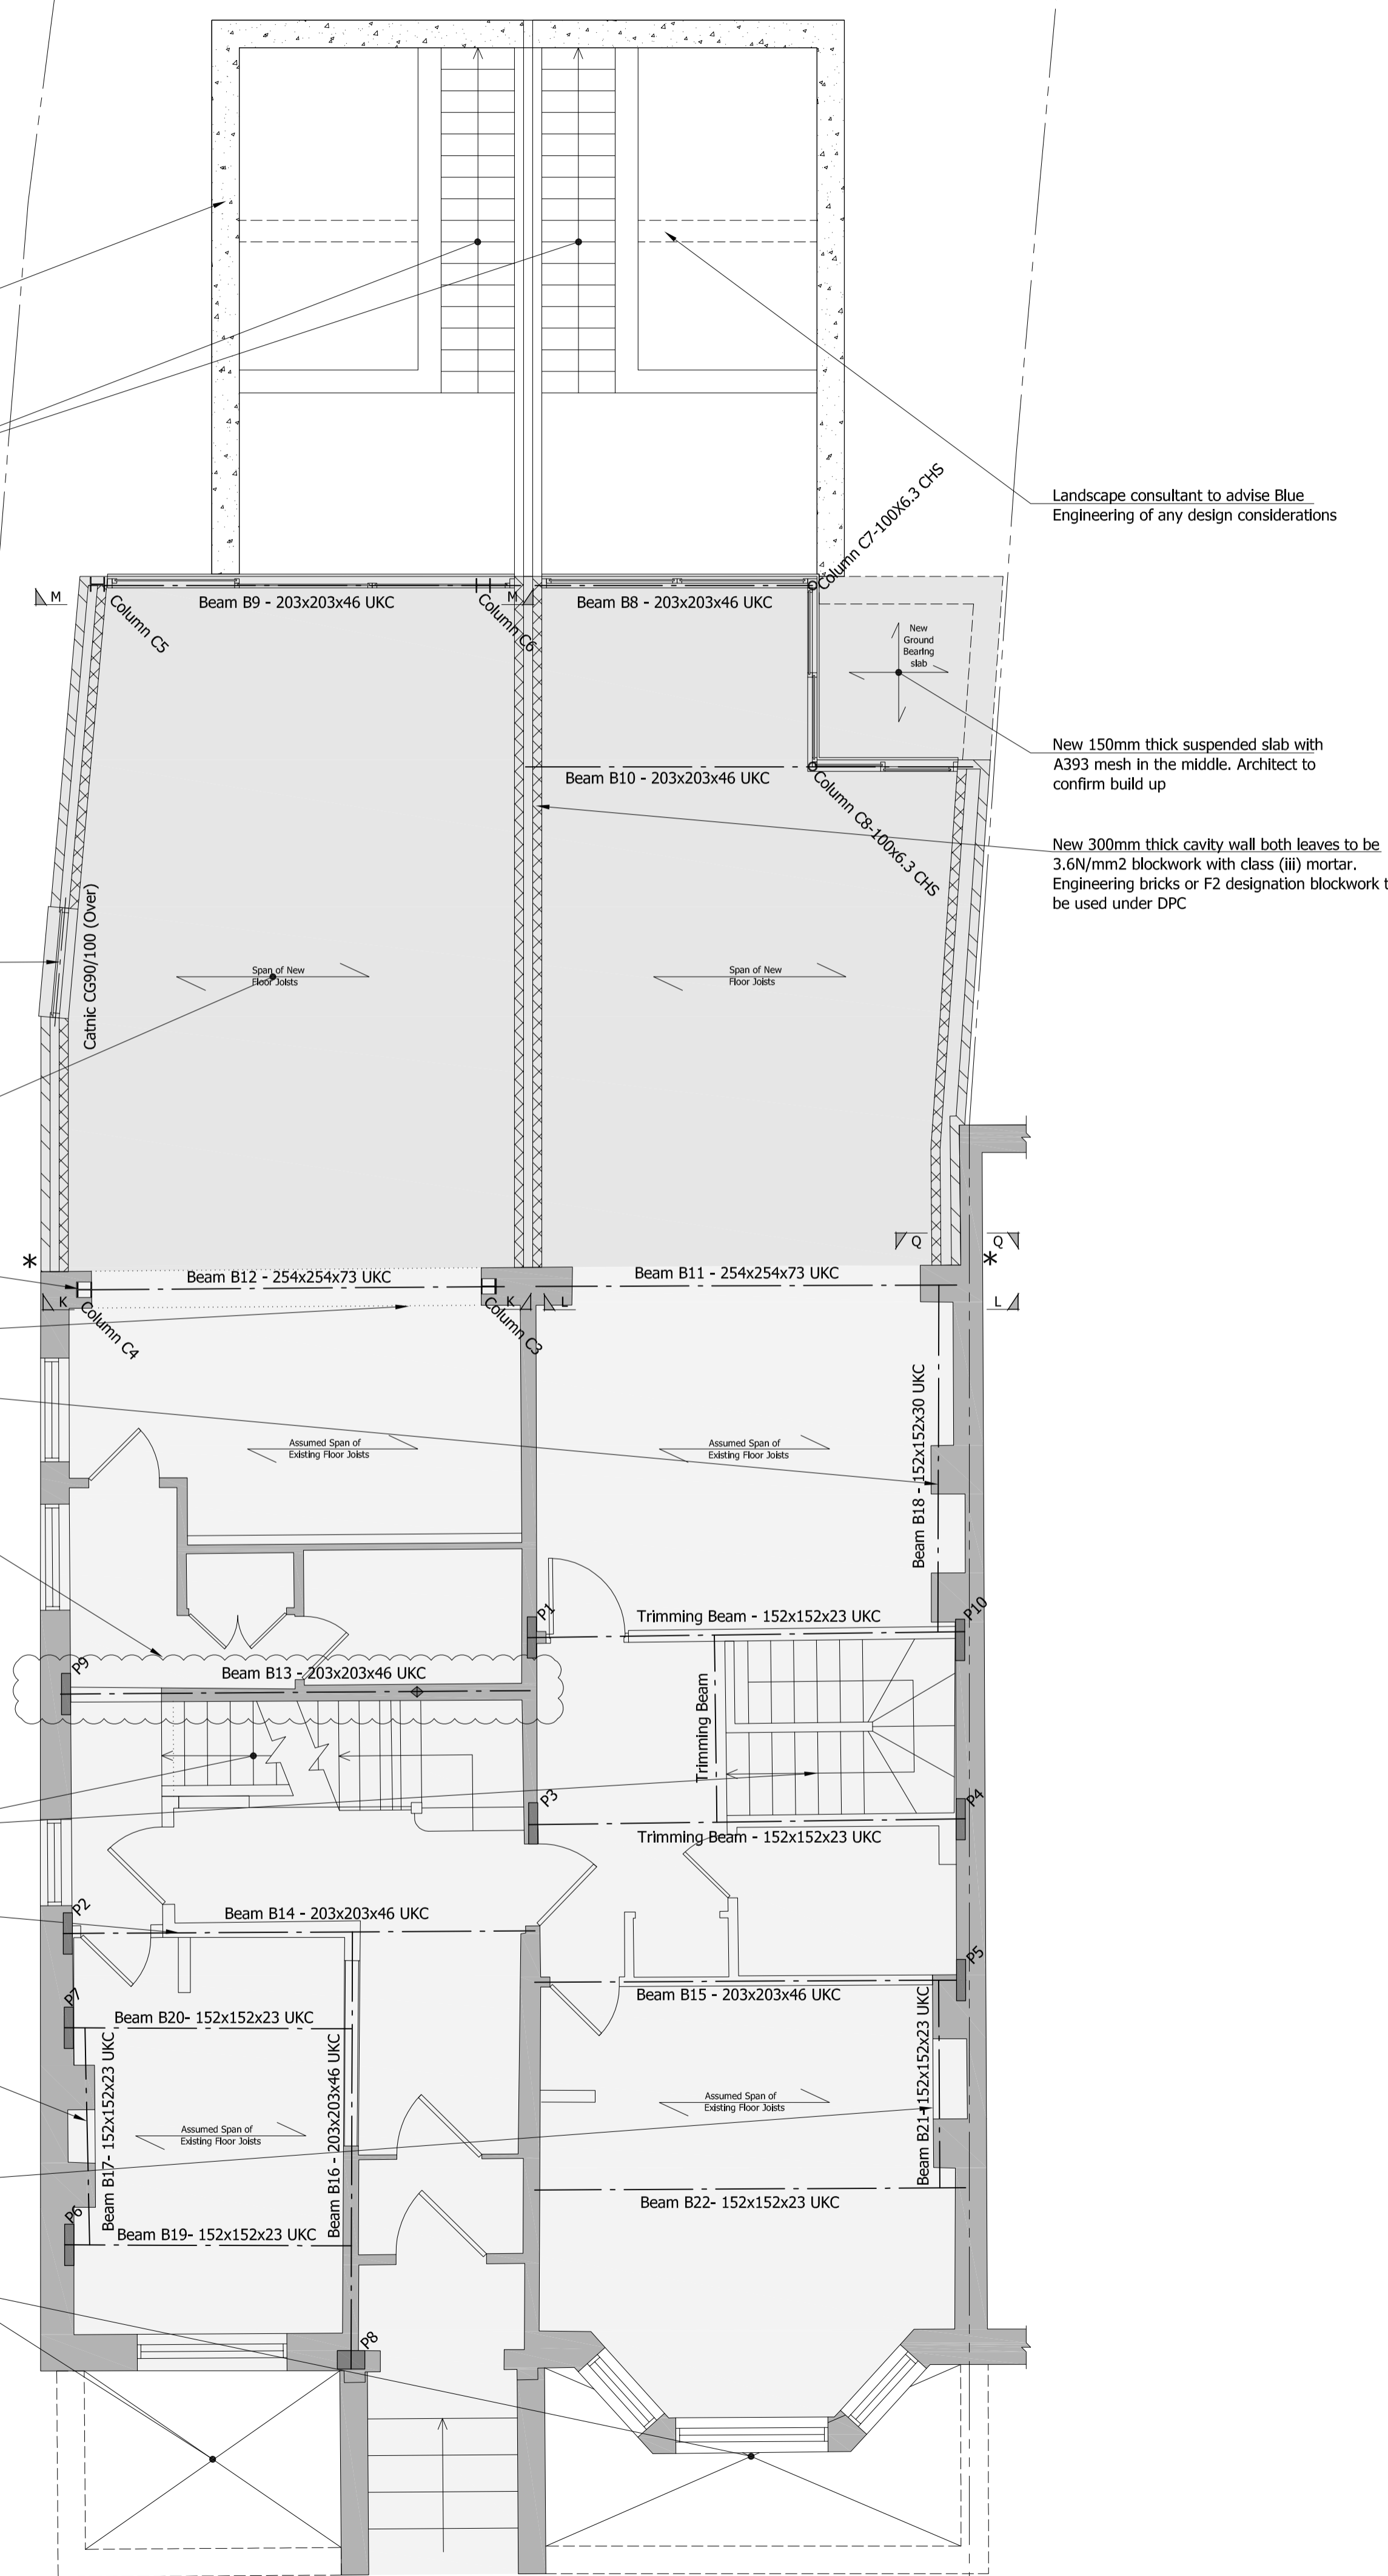 Column C7-100X6.3 CHS
Landscape consultant to advise Blue
Engineering of any design considerations
M
Beam B9 - 203x203x46 UKC
M
Beam B8 - 203x203x46 UKC
Column C5
Column C6
New
Ground
Bearing
slab
New 150mm thick suspended slab with
A393 mesh in the middle. Architect to
confirm build up
Beam B10 - 203x203x46 UKC
Column C8-100x6.3 CHS
New 300mm thick cavity wall both leaves to be
3.6N/mm2 blockwork with class (iii) mortar.
Engineering bricks or F2 designation blockwork t
be used under DPC
Catnic CG90/100 (Over)
Span of New
Floor Joists
Span of New
Floor Joists
Q
Q
*
*
Beam B12 - 254x254x73 UKC
Beam B11 - 254x254x73 UKC
K
K
L
L
Column C4
Column C3
Beam B18 - 152x152x30 UKC
Assumed Span of
Existing Floor Joists
Assumed Span of
Existing Floor Joists
P1
Trimming Beam - 152x152x23 UKC
P10
P9
Beam B13 - 203x203x46 UKC
Trimming Beam
P3
P4
Trimming Beam - 152x152x23 UKC
P2
Beam B14 - 203x203x46 UKC
P5
Beam B15 - 203x203x46 UKC
P7
Beam B20- 152x152x23 UKC
Beam B17- 152x152x23 UKC
Beam B16 - 203x203x46 UKC
Beam B21-152x152x23 UKC
Assumed Span of
Existing Floor Joists
Assumed Span of
Existing Floor Joists
P6
Beam B19- 152x152x23 UKC
Beam B22- 152x152x23 UKC
P8